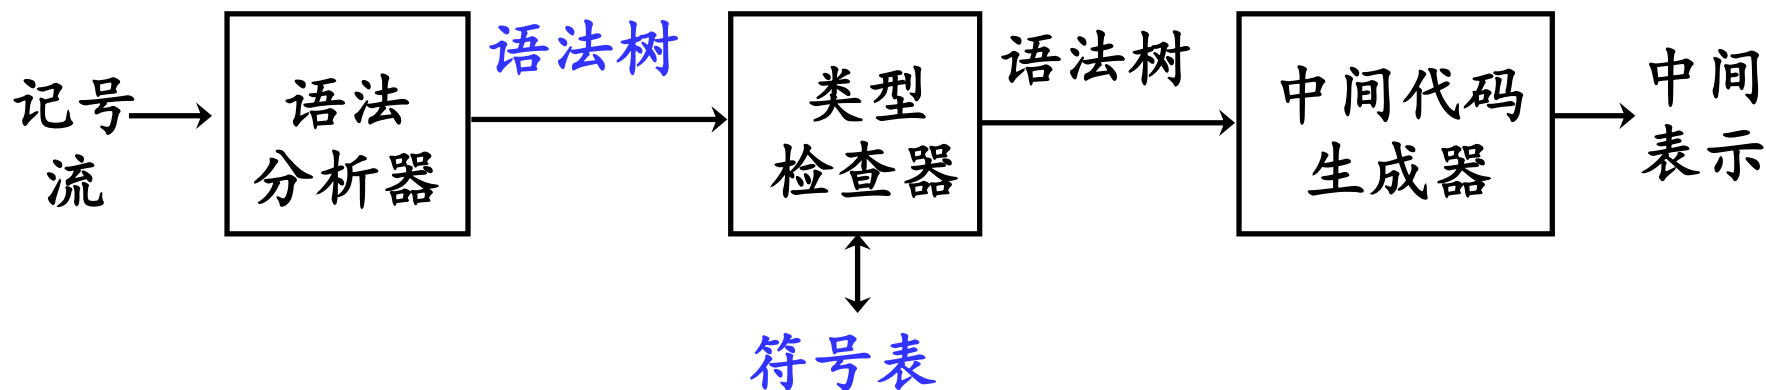 记号
流
语法
分析器
语法树
类型
检查器
语法树
中间代码
生成器
中间
表示
符号表